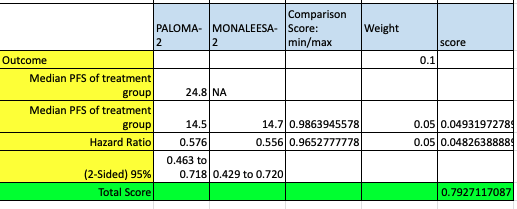 PALOMA-2 MONALEESA-2 Comparison Score: min/max Weight score
Outcome 0.1
Median PFS of treatment group 24.8 NA
Median PFS of treatment group 14.5 14.7 0.9863945578 0.05 0.0493197278
Hazard Ratio 0.576 0.556 0.9652777778 0.05 0.0482638888
(2-Sided) 95% 0.463 to 0.718 0.429 to 0.720
Total Score 0.7927117087